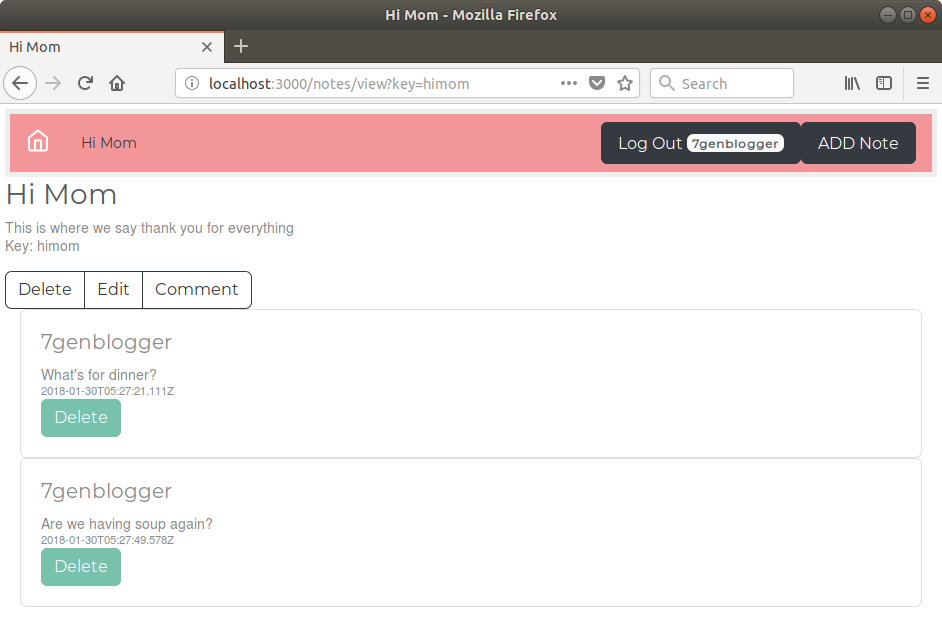 Hi Mom - Mozilla Firefox
Hi Mom
localhost:3000/notes/view?key=himom
Search
Hi Mom
Log Out 7genblogger
ADD Note
Hi Mom
This is where we say thank you for everything
Key: himom
Delete
Edit
Comment
7genblogger
What's for dinner?
2018-01-30T05:27:21.111Z
Delete
7genblogger
Are we having soup again?
2018-01-30T05:27:49.578Z
Delete